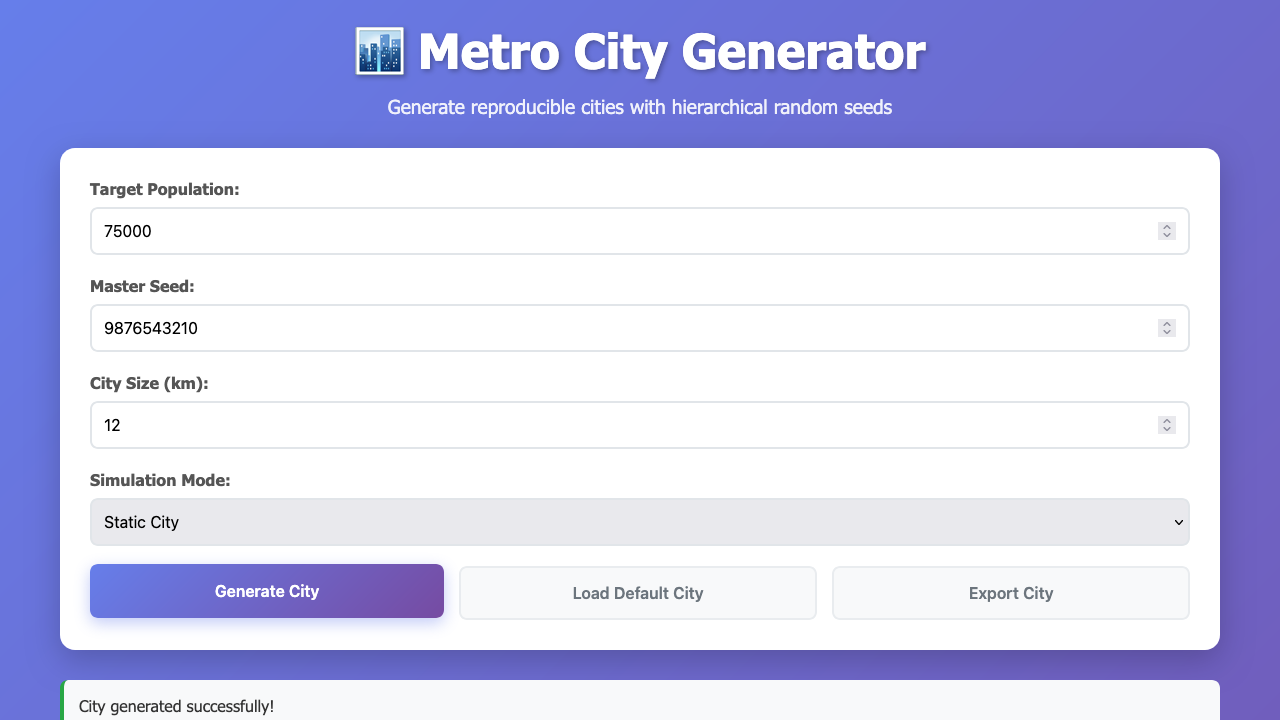 Metro City Generator
Generate reproducible cities with hierarchical random seeds
Target Population:
75000
Master Seed:
9876543210
City Size (km):
12
Simulation Mode:
Static City
Generate City
Load Default City
Export City
City generated successfully!